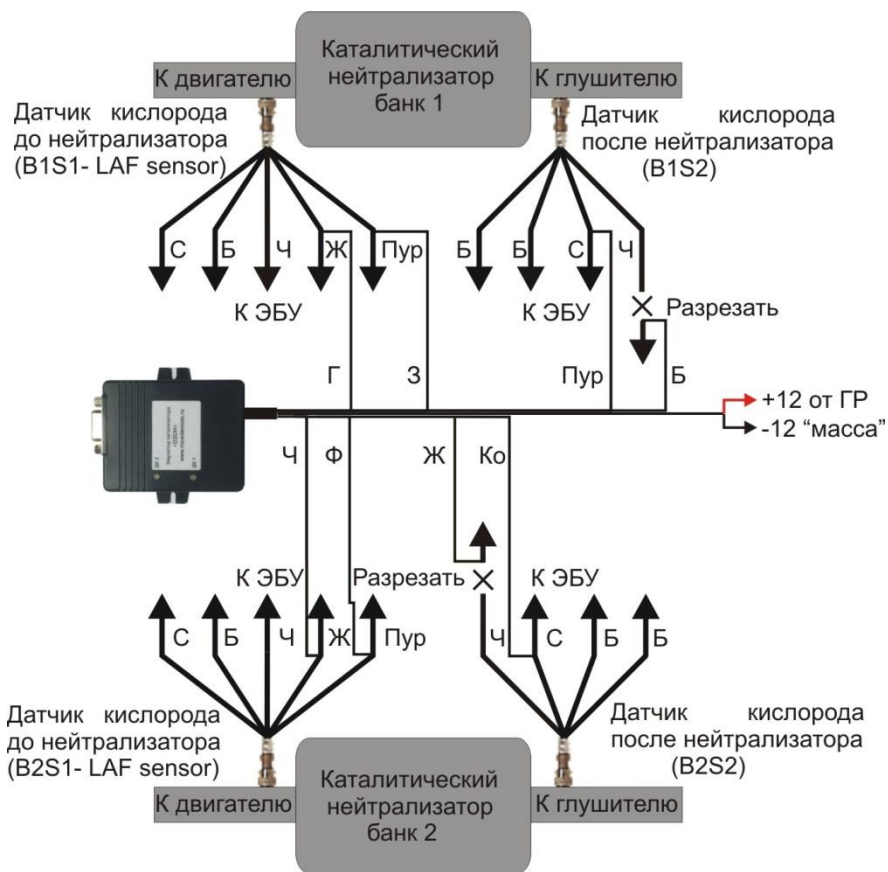 Каталитический
нейтрализатор
банк 1
К двигателю
К глушителю
Датчик кислорода
до нейтрализатора
(B1S1- LAF sensor)
Датчик кислорода
после нейтрализатора
(B1S2)
С Б Ч Ж Пур
Б Б С Ч
К ЭБУ
К ЭБУ
Разрезать
Г З Пур Б
+12 от ГР
-12 “масса”
Ч Ф Ж Ко
К ЭБУ
Разрезать
К ЭБУ
С Б Ч Ж Пур
Ч С Б Б
Датчик кислорода
до нейтрализатора
(B2S1- LAF sensor)
Датчик кислорода
после нейтрализатора
(B2S2)
К двигателю
К глушителю
Каталитический
нейтрализатор
банк 2